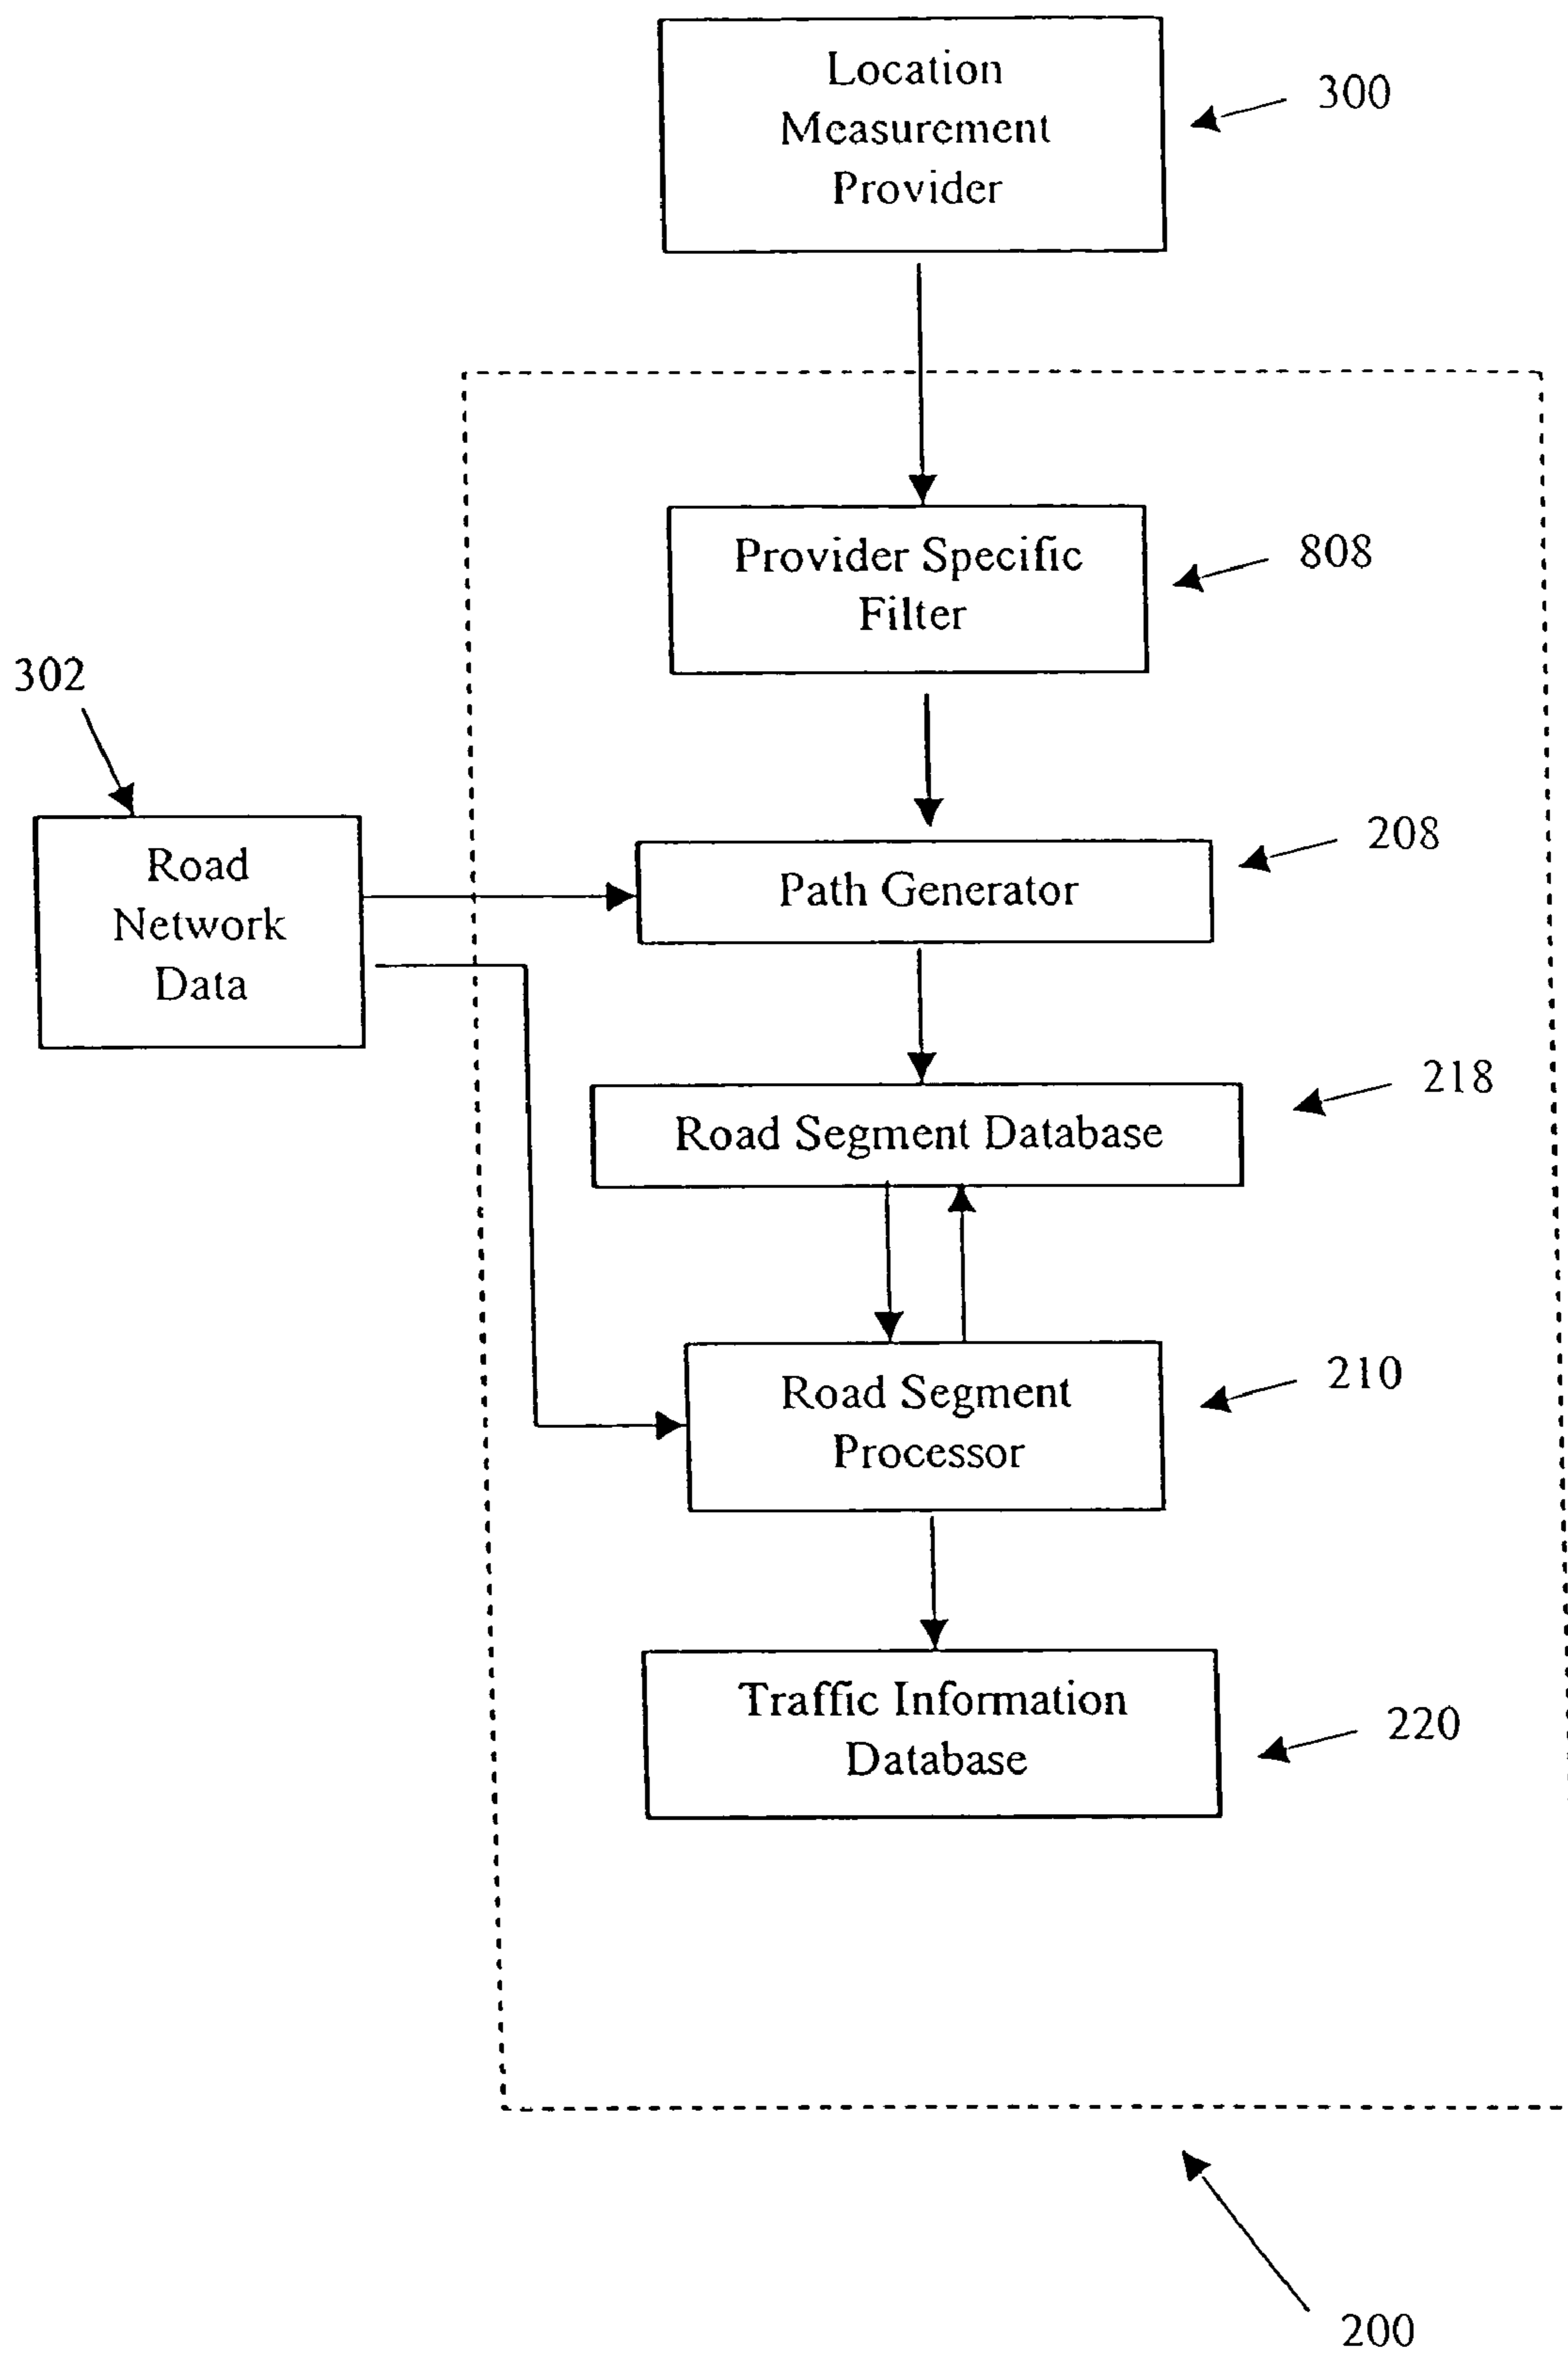 Location
Measurement
Provider
300
Provider Specific
Filter
808
302
Road
Network
Data
Path Generator
208
Road Segment Database
218
Road Segment
Processor
210
Traffic Information
Database
220
200